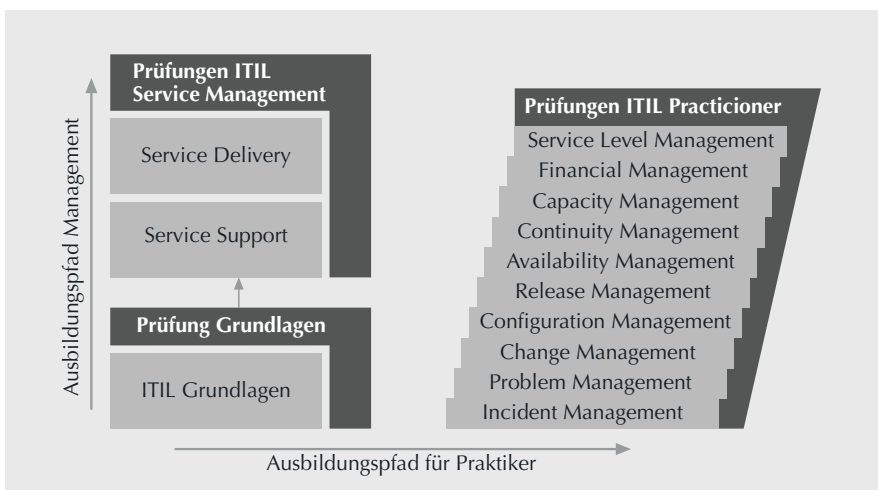 Ausbildungspfad Management
Prüfungen ITIL
Service Management
Service Delivery
Service Support
Prüfung Grundlagen
ITIL Grundlagen
Prüfungen ITIL Practicioner
Service Level Management
Financial Management
Capacity Management
Continuity Management
Availability Management
Release Management
Configuration Management
Change Management
Problem Management
Incident Management
Ausbildungspfad für Praktiker